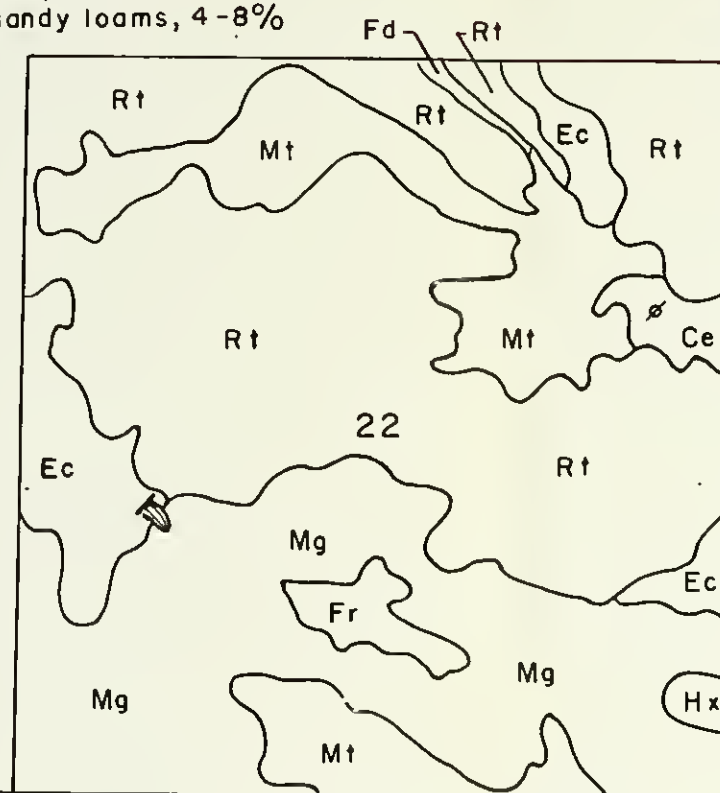 sandy loams, 4-8%
Fd Rt
Rt
Rt
Ec
Rt
Mt
Rt
Mt
Ce
22
Ec
Rt
Mg
Ec
Fr
Mg
Mg
Hx
Mt